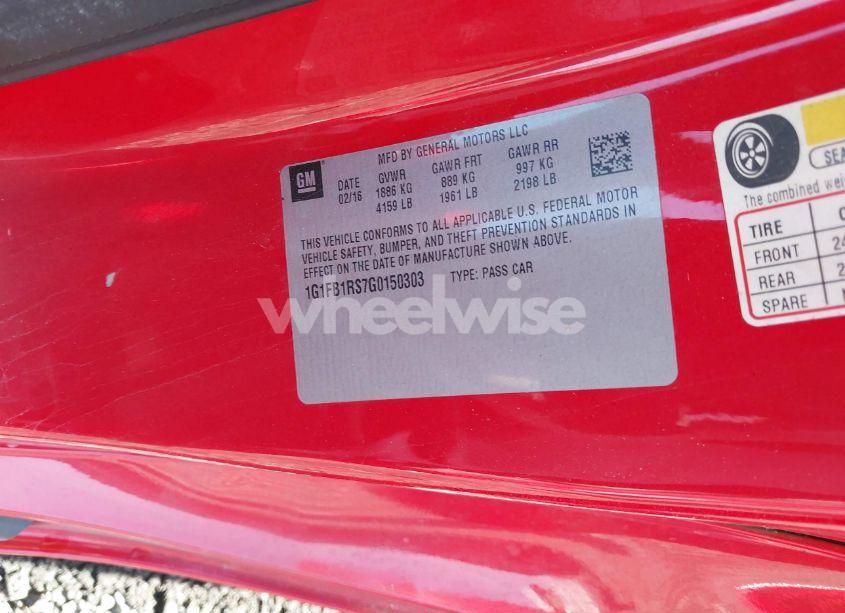 MFD BY GENERAL MOTORS LLC
GM
DATE GVWR GAWR FRT GAWR RR
02/16 1886 KG 889 KG 997 KG
4159 LB 1961 LB 2198 LB
THIS VEHICLE CONFORMS TO ALL APPLICABLE U.S. FEDERAL MOTOR
VEHICLE SAFETY, BUMPER, AND THEFT PREVENTION STANDARDS IN
EFFECT ON THE DATE OF MANUFACTURE SHOWN ABOVE.
1G1FB1RS7G0150303 TYPE: PASS CAR
wheelwise
SEA
The combined wei
TIRE
FRONT 24
REAR 2
SPARE